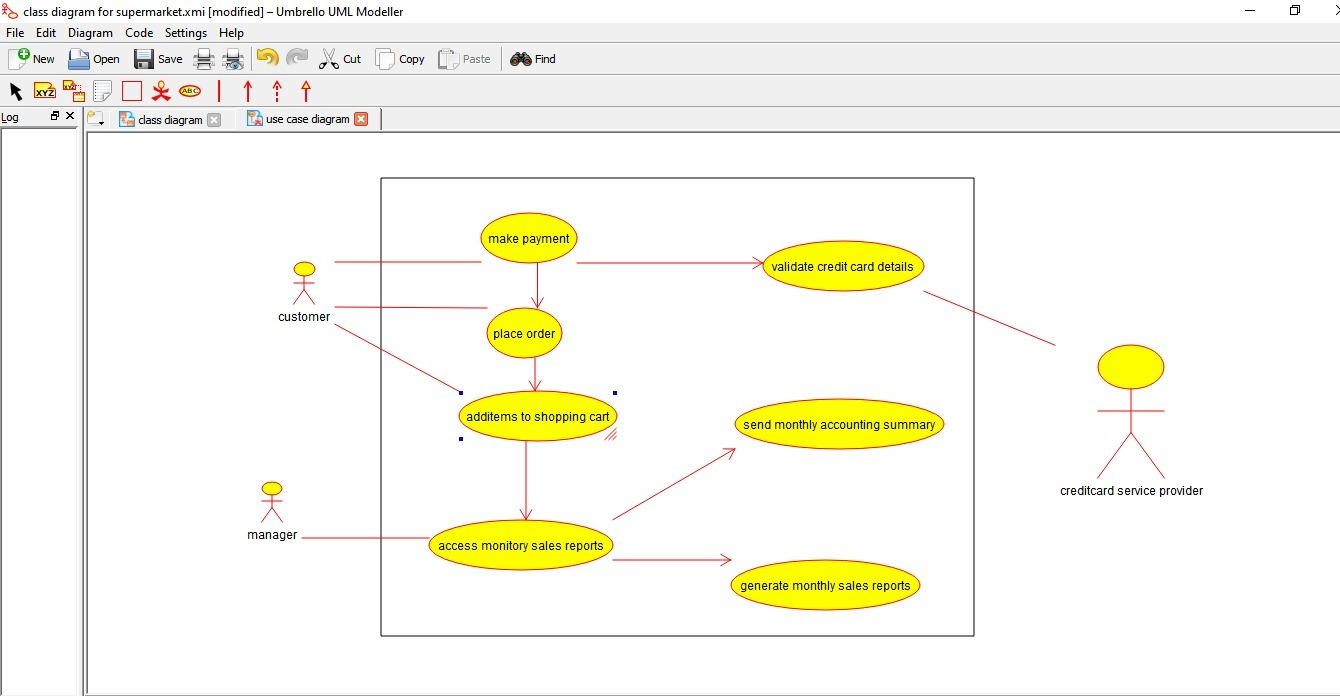 class diagram for supermarket.xmi [modified] – Umbrello UML Modeller
File Edit Diagram Code Settings Help
New Open Save Cut Copy Paste Find
XYZ XYZ ABC
Log class diagram use case diagram
make payment
validate credit card details
customer
place order
additems to shopping cart
send monthly accounting summary
creditcard service provider
manager
access monitory sales reports
generate monthly sales reports